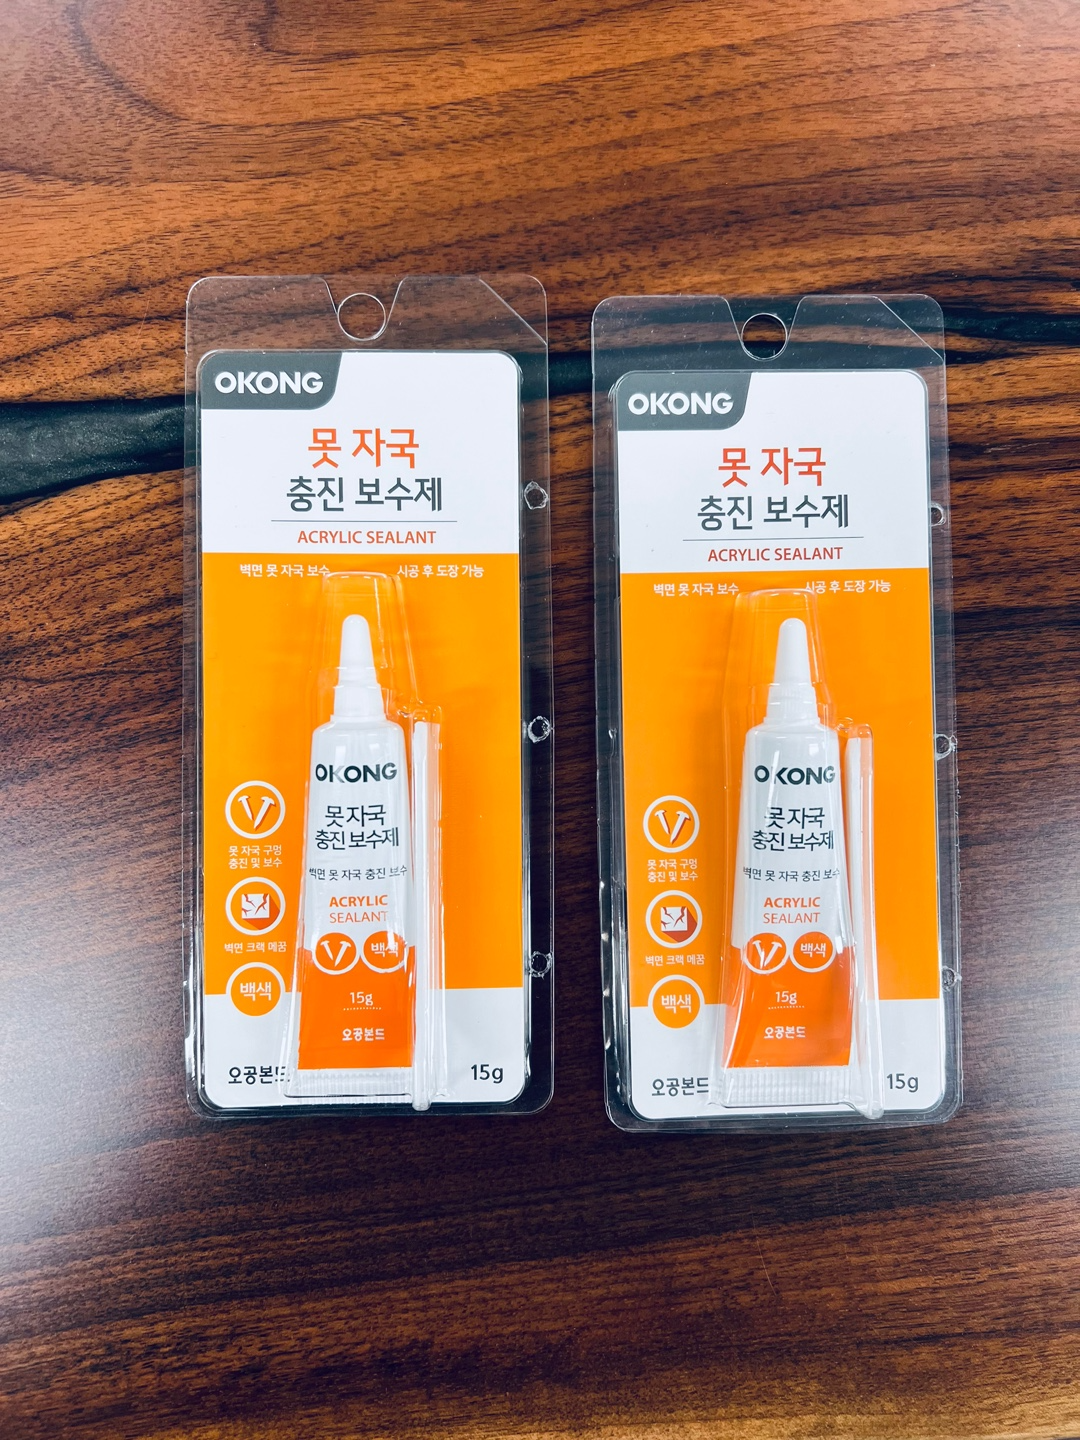 OKONG
못 자국
충진 보수제
ACRYLIC SEALANT
벽면 못 자국 보수
시공 후 도장 가능
OKONG
못 자국
충진 보수제
벽면 못 자국 충진 보수
ACRYLIC
SEALANT
백색
15g
오공본드
못 자국 구멍
충진 및 보수
벽면 크랙 메꿈
백색
오공본드
15g
OKONG
못 자국
충진 보수제
ACRYLIC SEALANT
벽면 못 자국 보수
시공 후 도장 가능
OKONG
못 자국
충진 보수제
벽면 못 자국 충진 보수
ACRYLIC
SEALANT
백색
15g
오공본드
못 자국 구멍
충진 및 보수
벽면 크랙 메꿈
백색
오공본드
15g